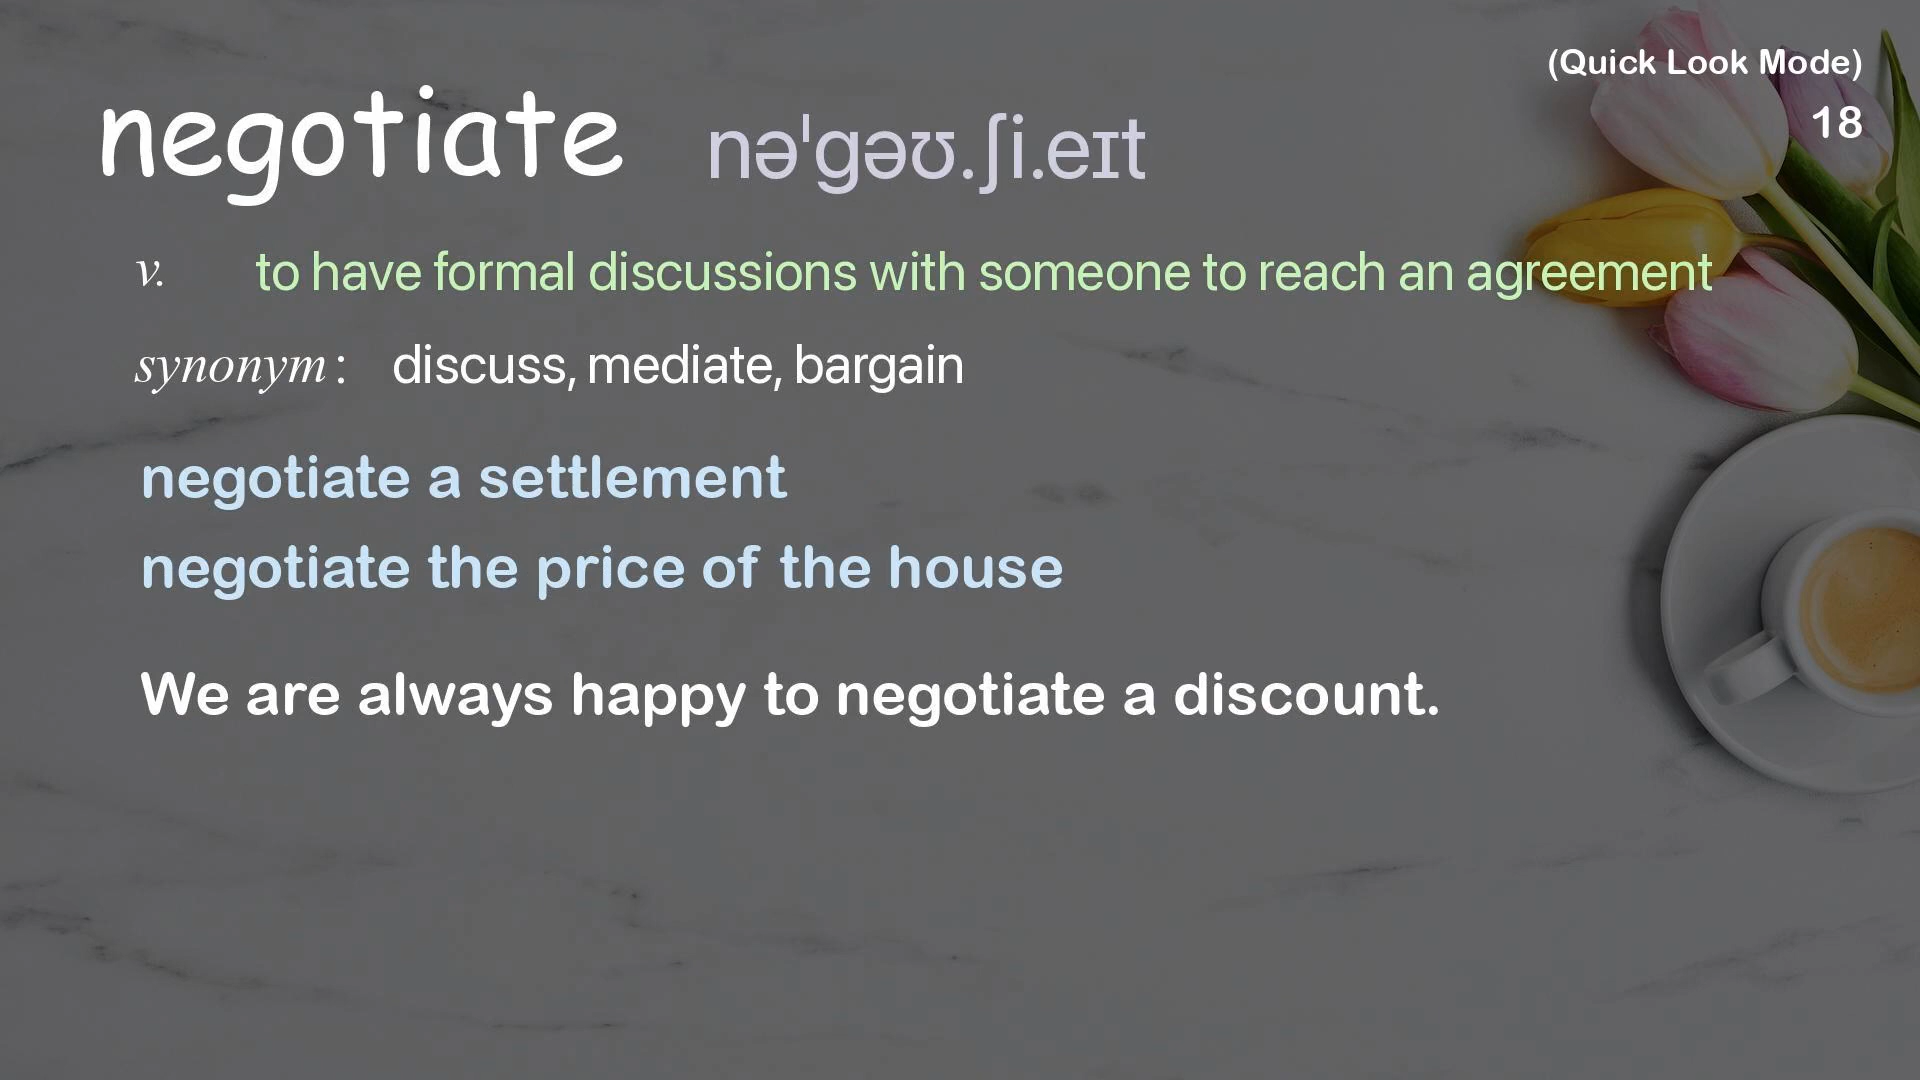 (Quick Look Mode)
18
negotiate nəˈɡəʊ.ʃi.eɪt
v. to have formal discussions with someone to reach an agreement
synonym: discuss, mediate, bargain
negotiate a settlement
negotiate the price of the house
We are always happy to negotiate a discount.